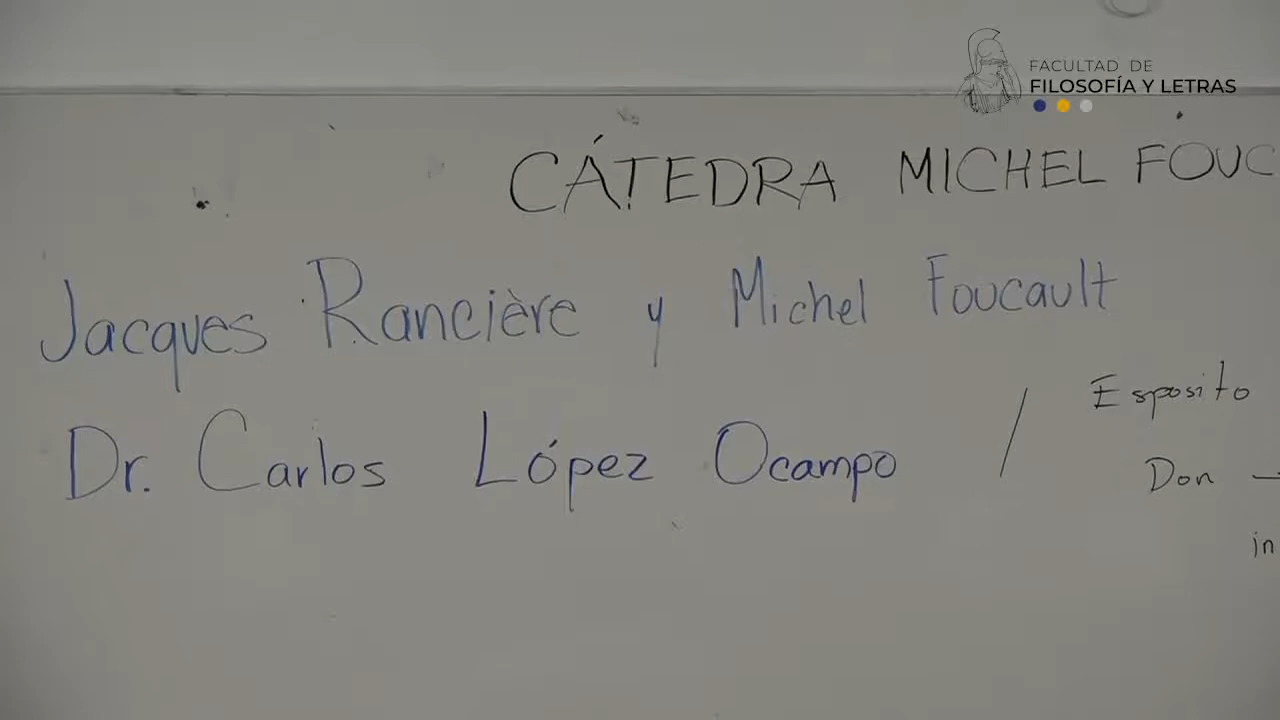 FACULTAD DE
FILOSOFÍA Y LETRAS
CÁTEDRA MICHEL FOUC
Jacques Rancière y Michel Foucault
Dr. Carlos López Ocampo /
Esposito
Don —
in